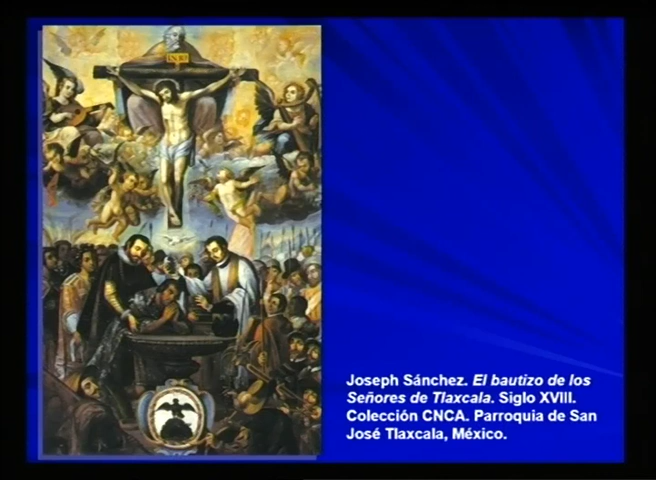 Joseph Sánchez. El bautizo de los
Señores de Tlaxcala. Siglo XVIII.
Colección CNCA. Parroquia de San
José Tlaxcala, México.